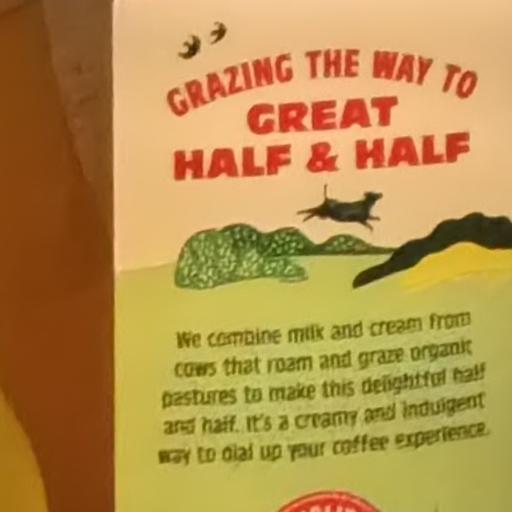 GRAZING THE WAY TO
GREAT
HALF & HALF
We combine milk and cream from
cows that roam and graze organic
pastures to make this delightful half
and half. It's a creamy and indulgent
way to dial up your coffee experience.